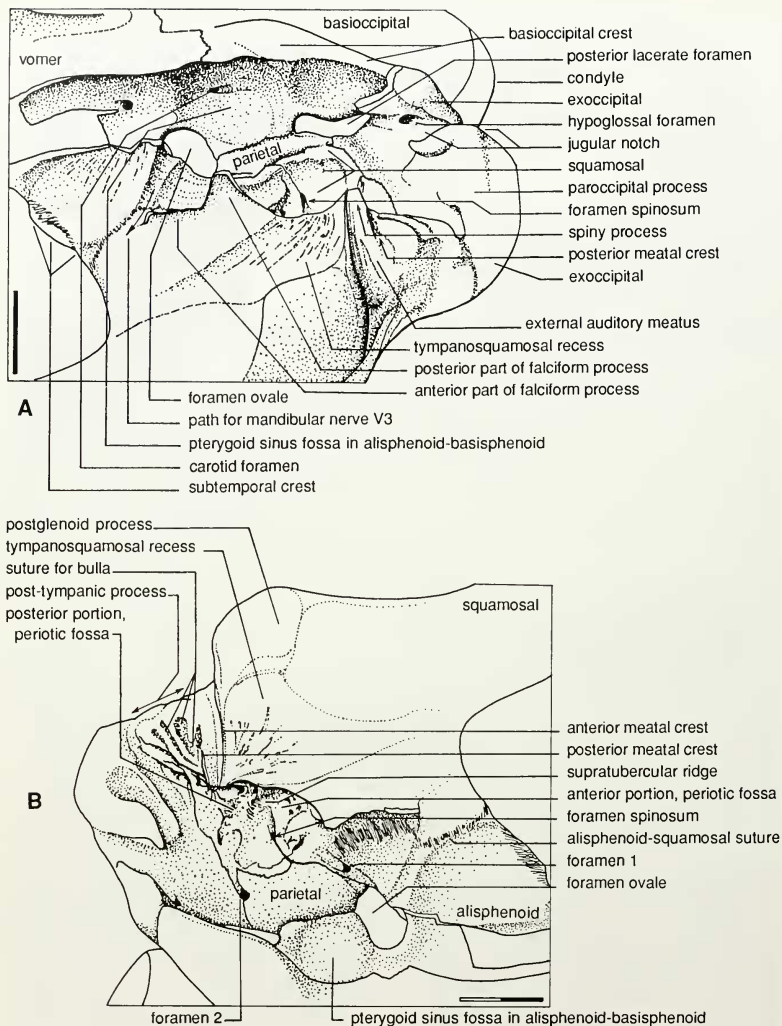 basioccipital
vomer
parietal
basioccipital crest
posterior lacerate foramen
condyle
exoccipital
hypoglossal foramen
jugular notch
squamosal
paroccipital process
foramen spinosum
spiny process
posterior meatal crest
exoccipital
external auditory meatus
tympanosquamosal recess
posterior part of falciform process
anterior part of falciform process
A
foramen ovale
path for mandibular nerve V3
pterygoid sinus fossa in alisphenoid-basisphenoid
carotid foramen
subtemporal crest
postglenoid process
tympanosquamosal recess
suture for bulla
post-tympanic process
posterior portion,
periotic fossa
squamosal
B
anterior meatal crest
posterior meatal crest
supratubercular ridge
anterior portion, periotic fossa
foramen spinosum
alisphenoid-squamosal suture
foramen 1
foramen ovale
parietal
alisphenoid
foramen 2
pterygoid sinus fossa in alisphenoid-basisphenoid